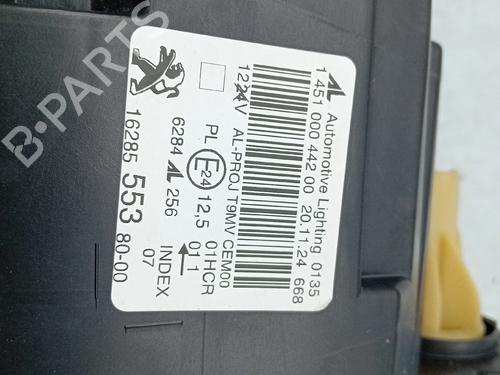 Automotive Lighting 0135
1 451 000 442 00 20.11.24 668
AL-PROJ T9MV CEM00
PL E24 12,5 01HCR
01 1
6284 256 INDEX
07
16285 553 80-00
B-PARTS